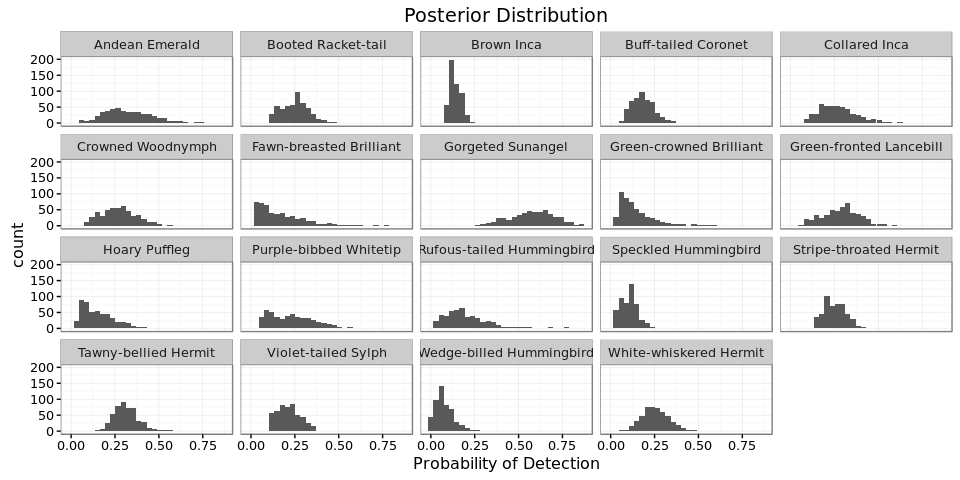 Posterior Distribution
Andean Emerald Booted Racket-tail Brown Inca Buff-tailed Coronet Collared Inca
200
150
100
50
0
Crowned Woodnymph Fawn-breasted Brilliant Gorgeted Sunangel Green-crowned Brilliant Green-fronted Lancebill
200
150
100
50
0
count
Hoary Puffleg Purple-bibbed Whitetip Rufous-tailed Hummingbird Speckled Hummingbird Stripe-throated Hermit
200
150
100
50
0
Tawny-bellied Hermit Violet-tailed Sylph Wedge-billed Hummingbird White-whiskered Hermit
200
150
100
50
0
0.00 0.25 0.50 0.75 0.00 0.25 0.50 0.75 0.00 0.25 0.50 0.75 0.00 0.25 0.50 0.75
Probability of Detection